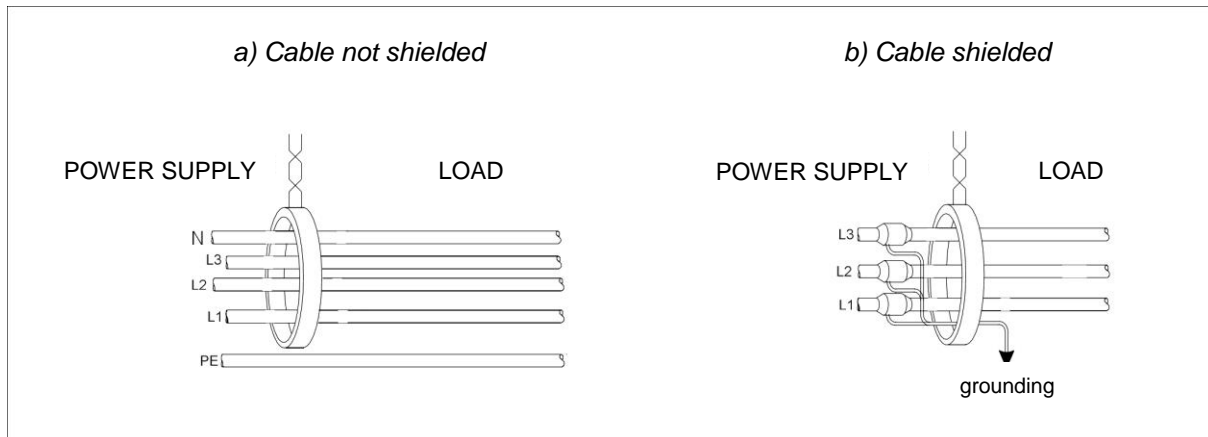 a) Cable not shielded
POWER SUPPLY
LOAD
N
L3
L2
L1
PE
b) Cable shielded
POWER SUPPLY
LOAD
L3
L2
L1
grounding